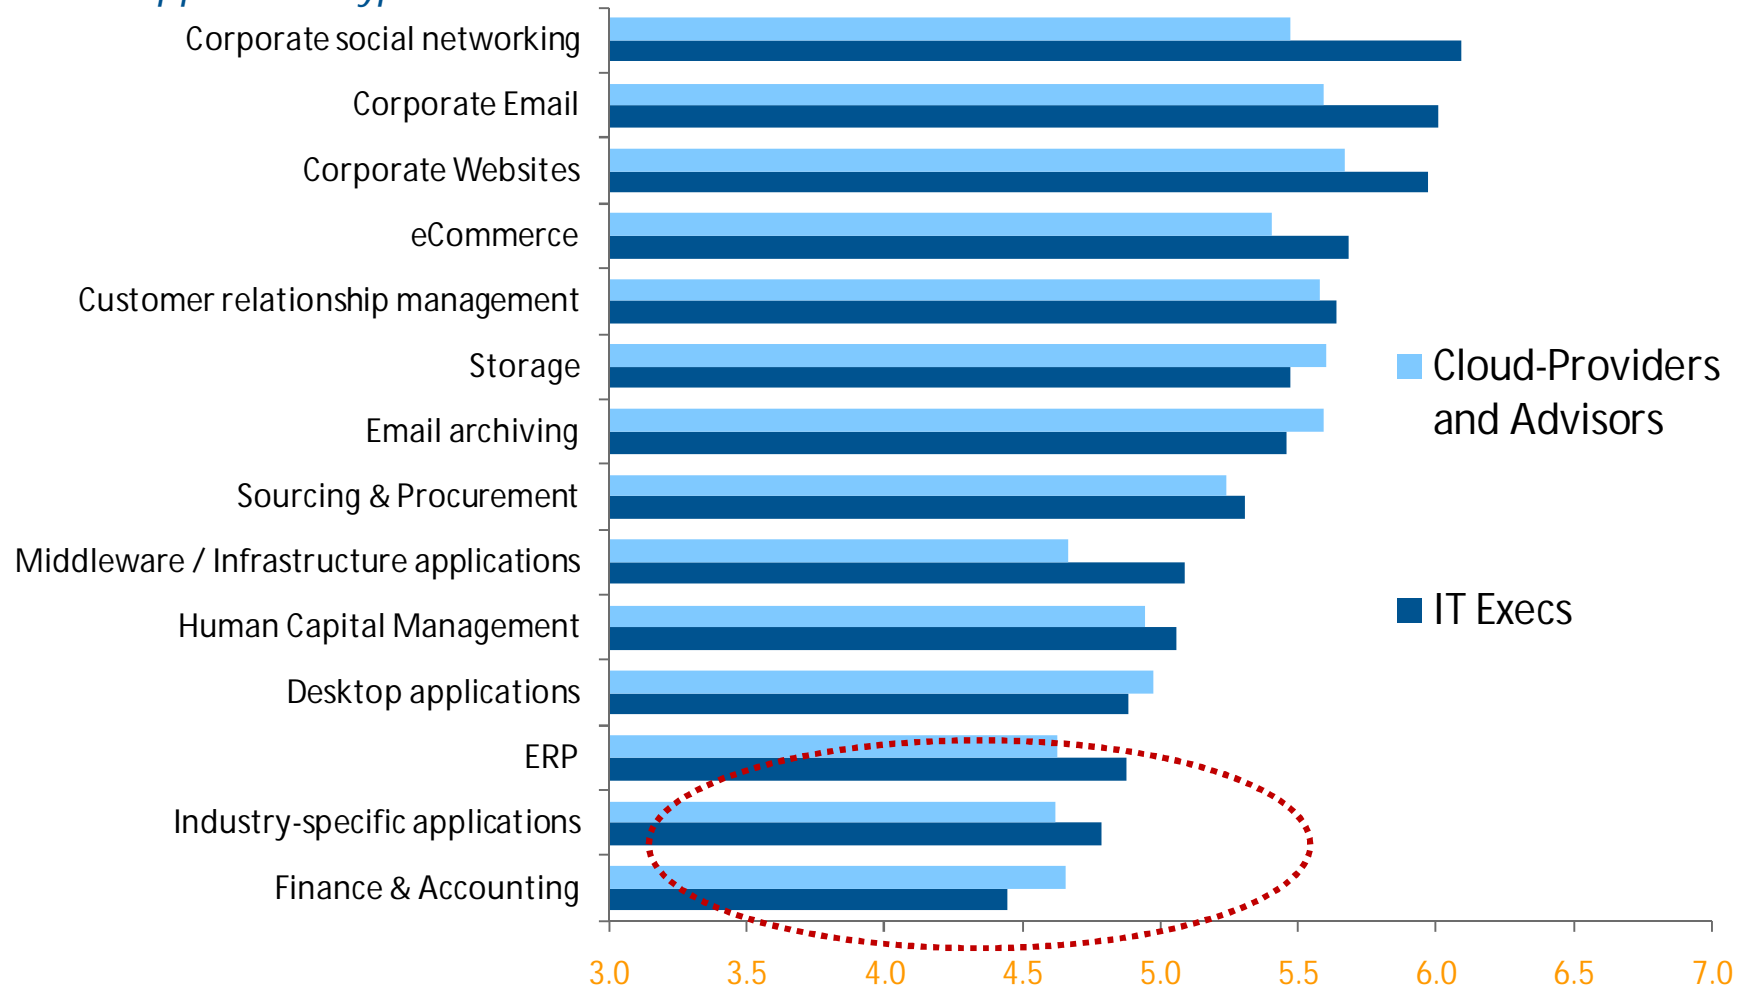 Corporate social networking
Corporate Email
Corporate Websites
eCommerce
Customer relationship management
Storage
Email archiving
Sourcing & Procurement
Middleware / Infrastructure applications
Human Capital Management
Desktop applications
ERP
Industry-specific applications
Finance & Accounting
Cloud-Providers
and Advisors
IT Execs
3.0 3.5 4.0 4.5 5.0 5.5 6.0 6.5 7.0